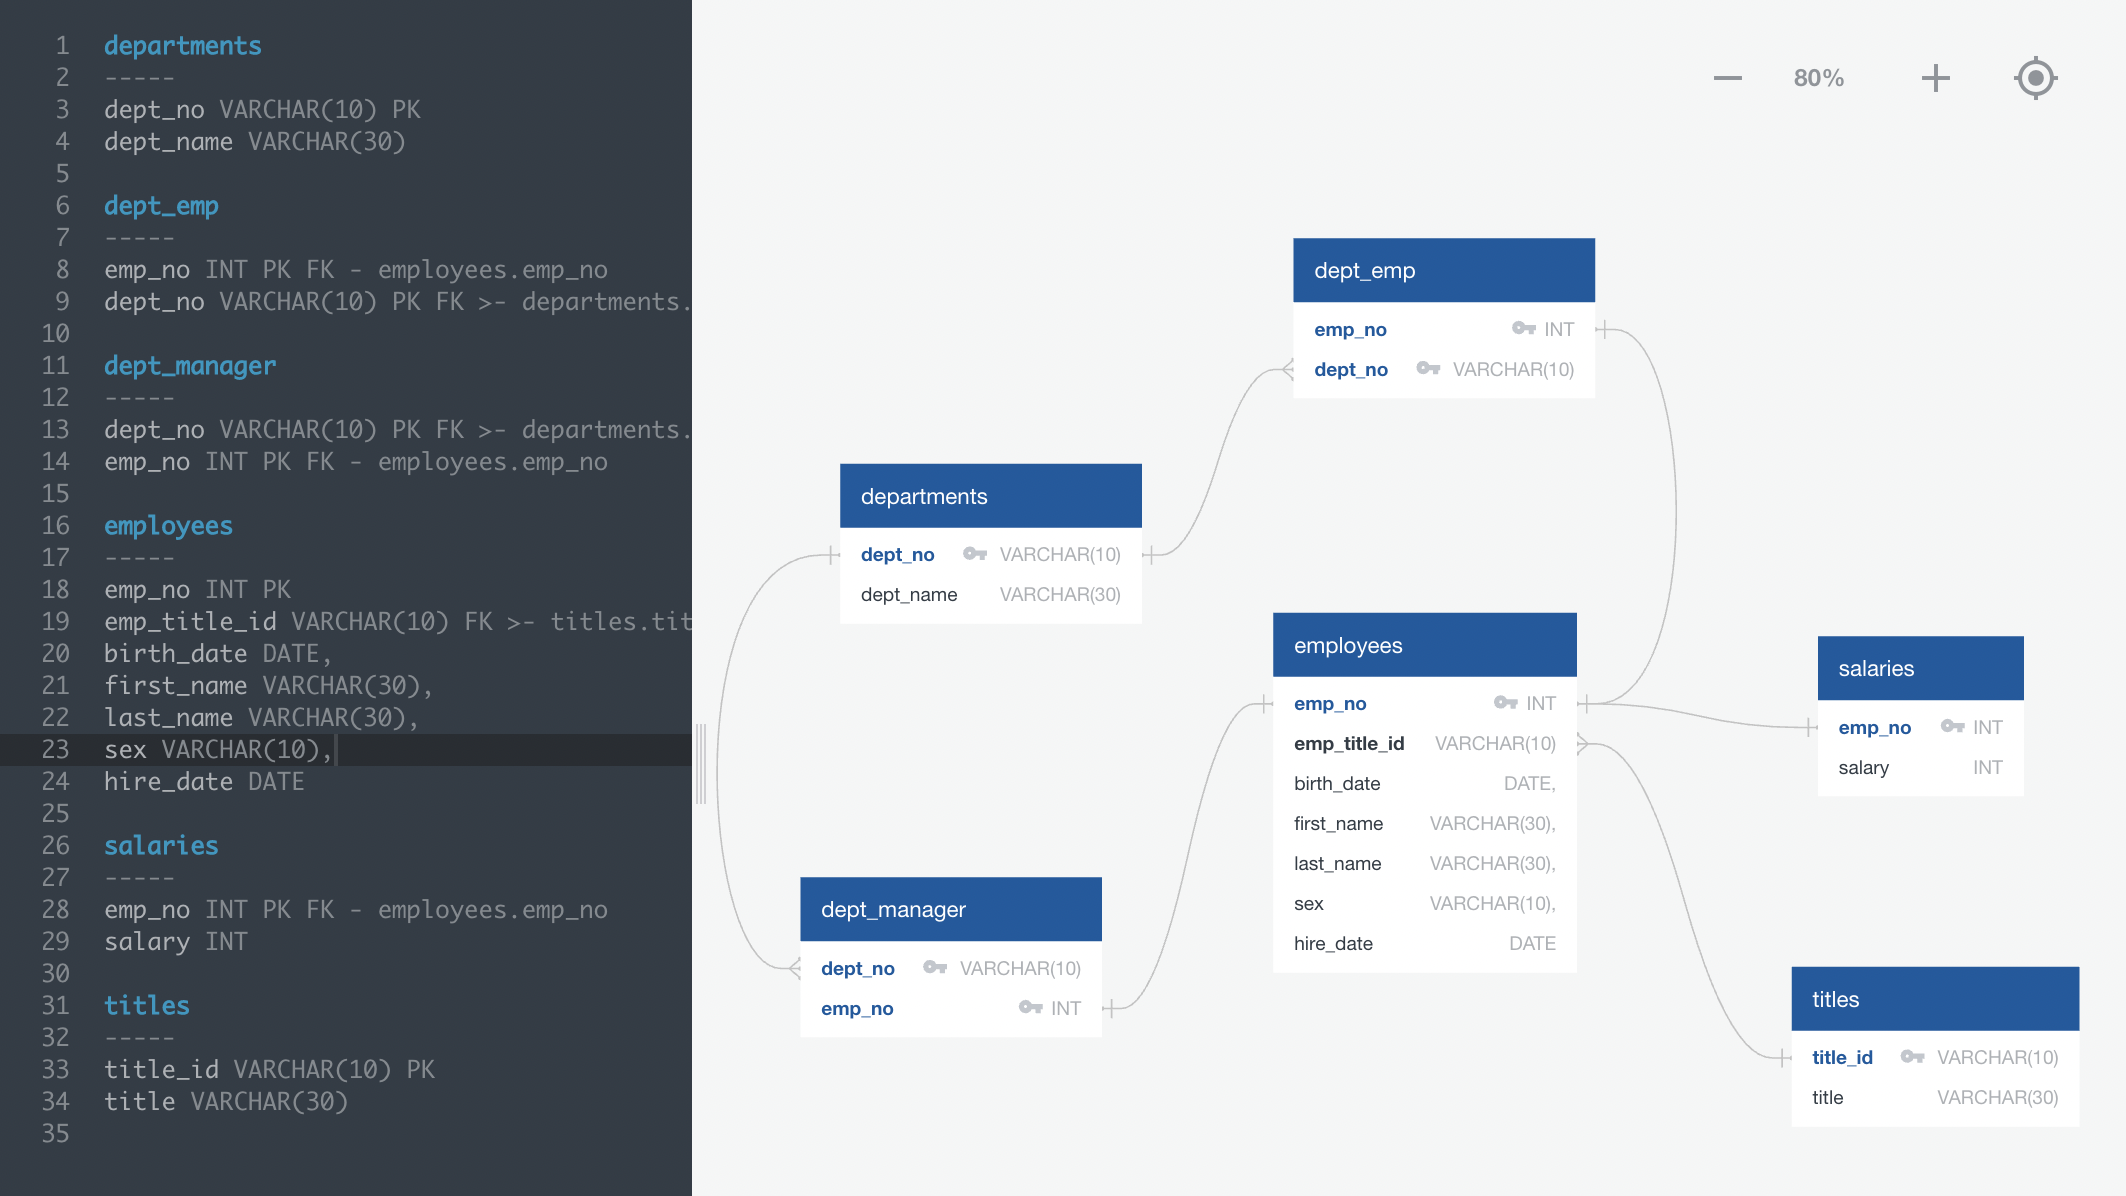 1 departments
2 -----
3 dept_no VARCHAR(10) PK
4 dept_name VARCHAR(30)
5
6 dept_emp
7 -----
8 emp_no INT PK FK - employees.emp_no
9 dept_no VARCHAR(10) PK FK >- departments.
10
11 dept_manager
12 -----
13 dept_no VARCHAR(10) PK FK >- departments.
14 emp_no INT PK FK - employees.emp_no
15
16 employees
17 -----
18 emp_no INT PK
19 emp_title_id VARCHAR(10) FK >- titles.tit
20 birth_date DATE,
21 first_name VARCHAR(30),
22 last_name VARCHAR(30),
23 sex VARCHAR(10),
24 hire_date DATE
25
26 salaries
27 -----
28 emp_no INT PK FK - employees.emp_no
29 salary INT
30
31 titles
32 -----
33 title_id VARCHAR(10) PK
34 title VARCHAR(30)
35
80%
dept_emp
emp_no INT
dept_no VARCHAR(10)
departments
dept_no VARCHAR(10)
dept_name VARCHAR(30)
employees
emp_no INT
emp_title_id VARCHAR(10)
birth_date DATE,
first_name VARCHAR(30),
last_name VARCHAR(30),
sex VARCHAR(10),
hire_date DATE
salaries
emp_no INT
salary INT
dept_manager
dept_no VARCHAR(10)
emp_no INT
titles
title_id VARCHAR(10)
title VARCHAR(30)